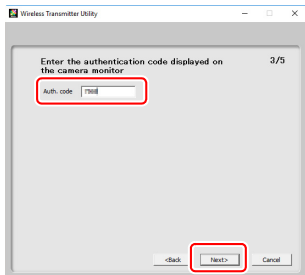 Wireless Transmitter Utility
Enter the authentication code displayed on
the camera monitor
3/5
Auth. code
<Back
Next>
Cancel